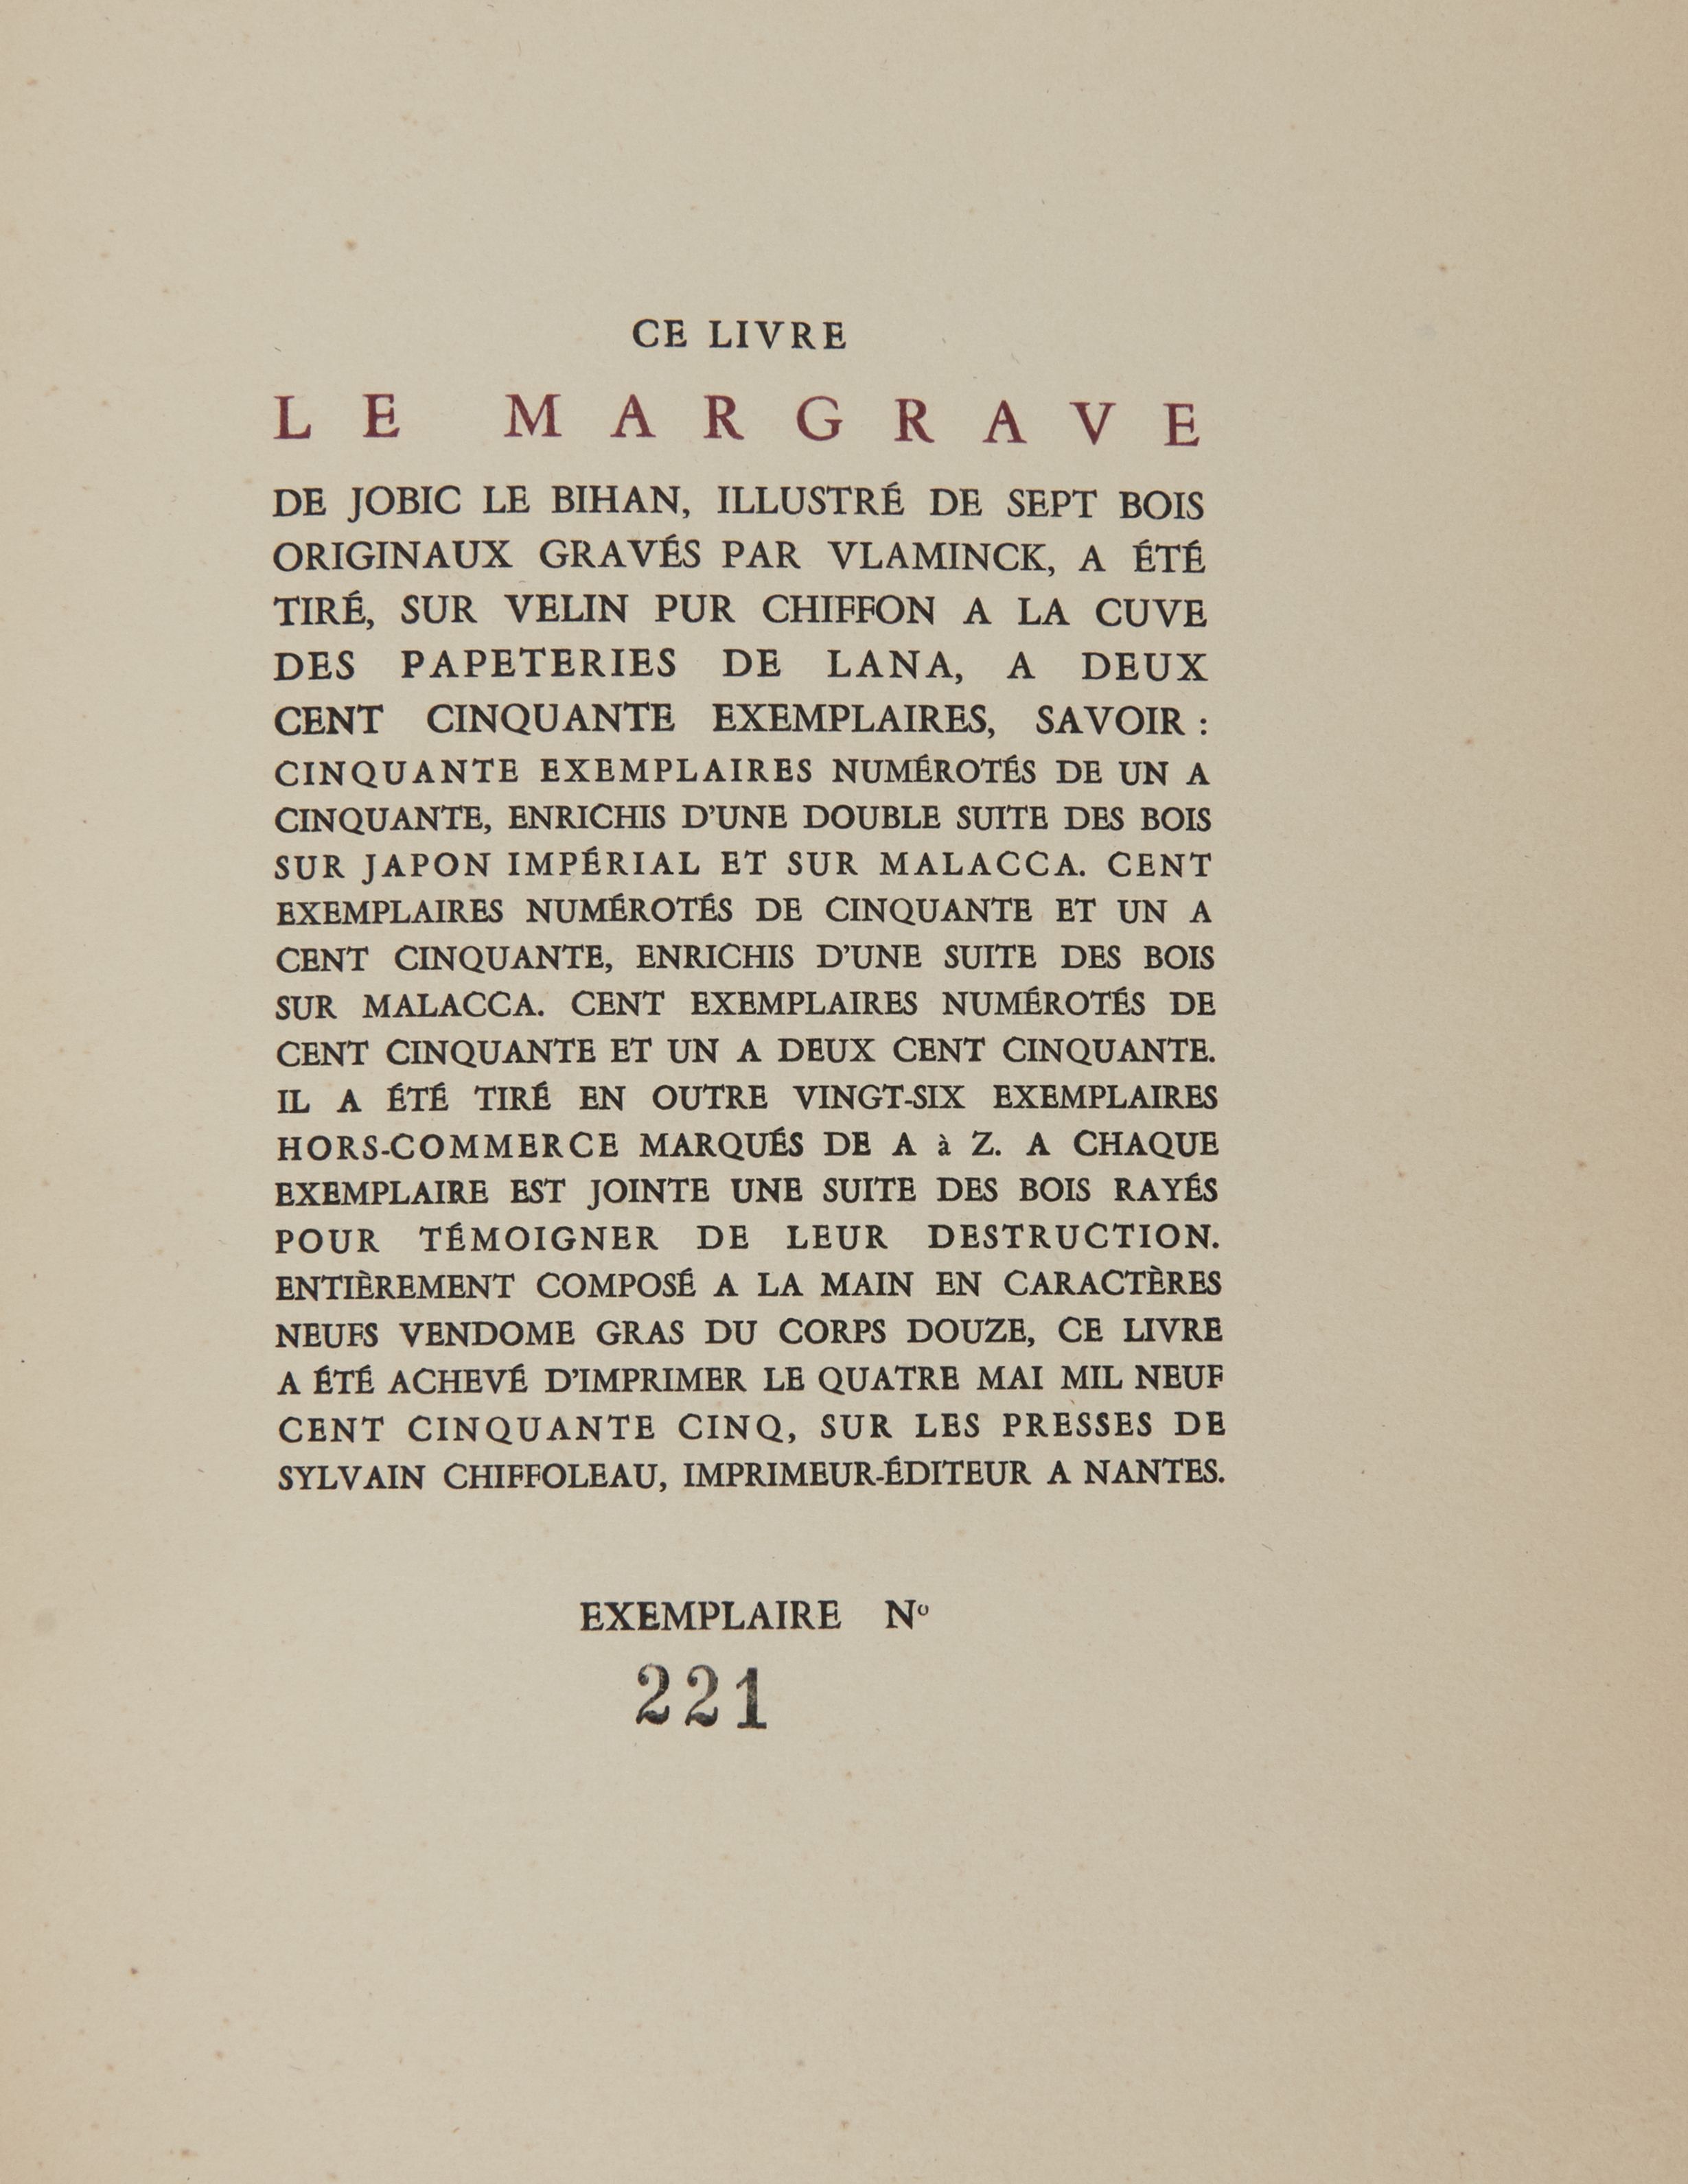 CE LIVRE
LE MARGRAVE
DE JOBIC LE BIHAN, ILLUSTRÉ DE SEPT BOIS
ORIGINAUX GRAVÉS PAR VLAMINCK, A ÉTÉ
TIRÉ, SUR VELIN PUR CHIFFON A LA CUVE
DES PAPETERIES DE LANA, A DEUX
CENT CINQUANTE EXEMPLAIRES, SAVOIR :
CINQUANTE EXEMPLAIRES NUMÉROTÉS DE UN A
CINQUANTE, ENRICHIS D'UNE DOUBLE SUITE DES BOIS
SUR JAPON IMPÉRIAL ET SUR MALACCA. CENT
EXEMPLAIRES NUMÉROTÉS DE CINQUANTE ET UN A
CENT CINQUANTE, ENRICHIS D'UNE SUITE DES BOIS
SUR MALACCA. CENT EXEMPLAIRES NUMÉROTÉS DE
CENT CINQUANTE ET UN A DEUX CENT CINQUANTE.
IL A ÉTÉ TIRÉ EN OUTRE VINGT-SIX EXEMPLAIRES
HORS-COMMERCE MARQUÉS DE A à Z. A CHAQUE
EXEMPLAIRE EST JOINTE UNE SUITE DES BOIS RAYÉS
POUR TÉMOIGNER DE LEUR DESTRUCTION.
ENTIÈREMENT COMPOSÉ A LA MAIN EN CARACTÈRES
NEUFS VENDOME GRAS DU CORPS DOUZE, CE LIVRE
A ÉTÉ ACHEVÉ D'IMPRIMER LE QUATRE MAI MIL NEUF
CENT CINQUANTE CINQ, SUR LES PRESSES DE
SYLVAIN CHIFFOLEAU, IMPRIMEUR-ÉDITEUR A NANTES.
EXEMPLAIRE Nº
221